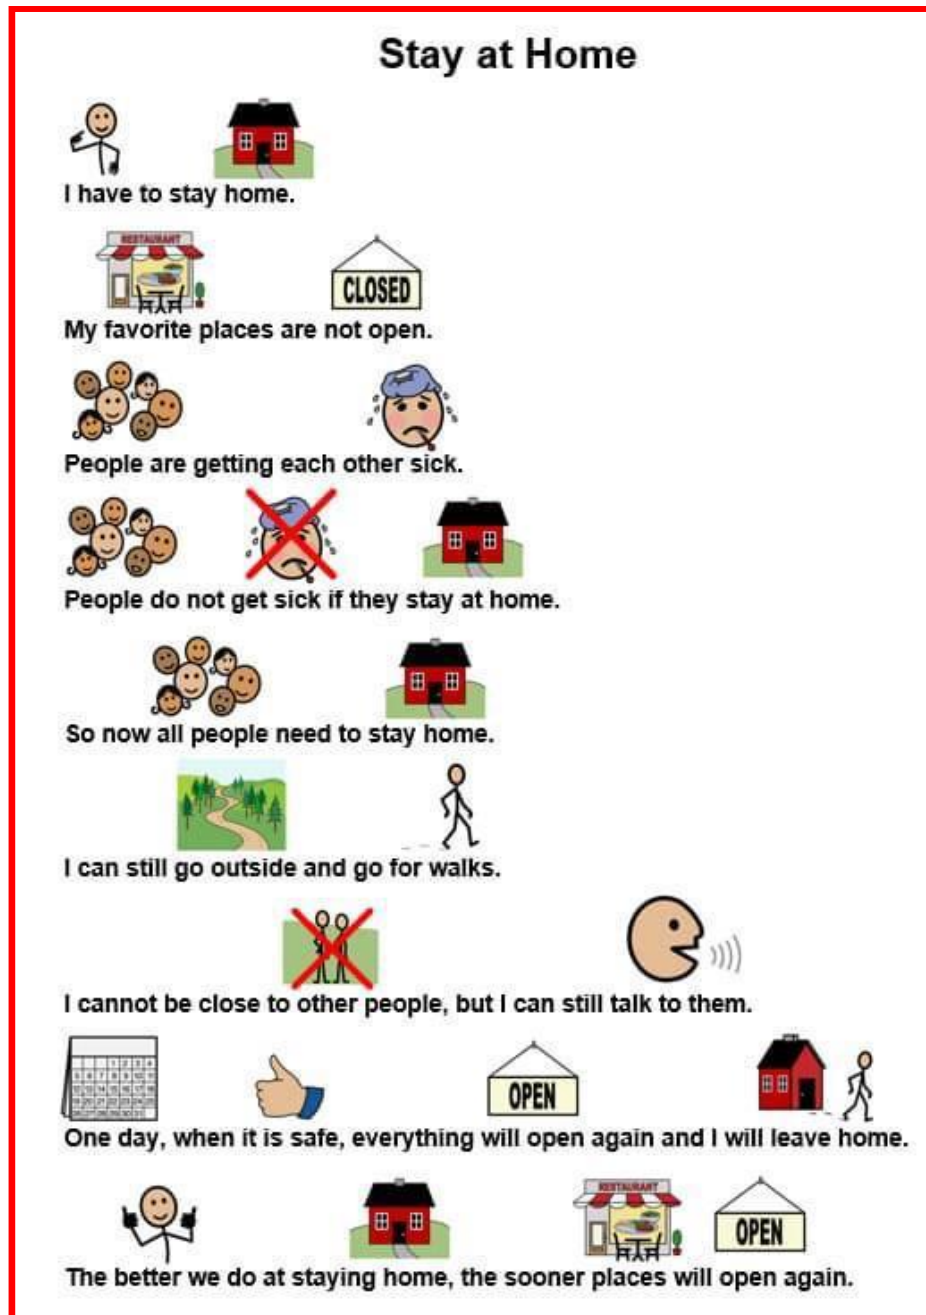 Stay at Home
I have to stay home.
RESTAURANT
CLOSED
My favorite places are not open.
People are getting each other sick.
People do not get sick if they stay at home.
So now all people need to stay home.
I can still go outside and go for walks.
I cannot be close to other people, but I can still talk to them.
OPEN
One day, when it is safe, everything will open again and I will leave home.
RESTAURANT
OPEN
The better we do at staying home, the sooner places will open again.